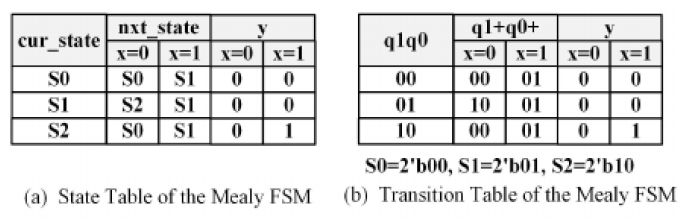 cur_state nxt_state y
x=0 x=1 x=0 x=1
S0 S0 S1 0 0
S1 S2 S1 0 0
S2 S0 S1 0 1
(a) State Table of the Mealy FSM
q1q0 q1+q0+ y
x=0 x=1 x=0 x=1
00 00 01 0 0
01 10 01 0 0
10 00 01 0 1
S0=2'b00, S1=2'b01, S2=2'b10
(b) Transition Table of the Mealy FSM